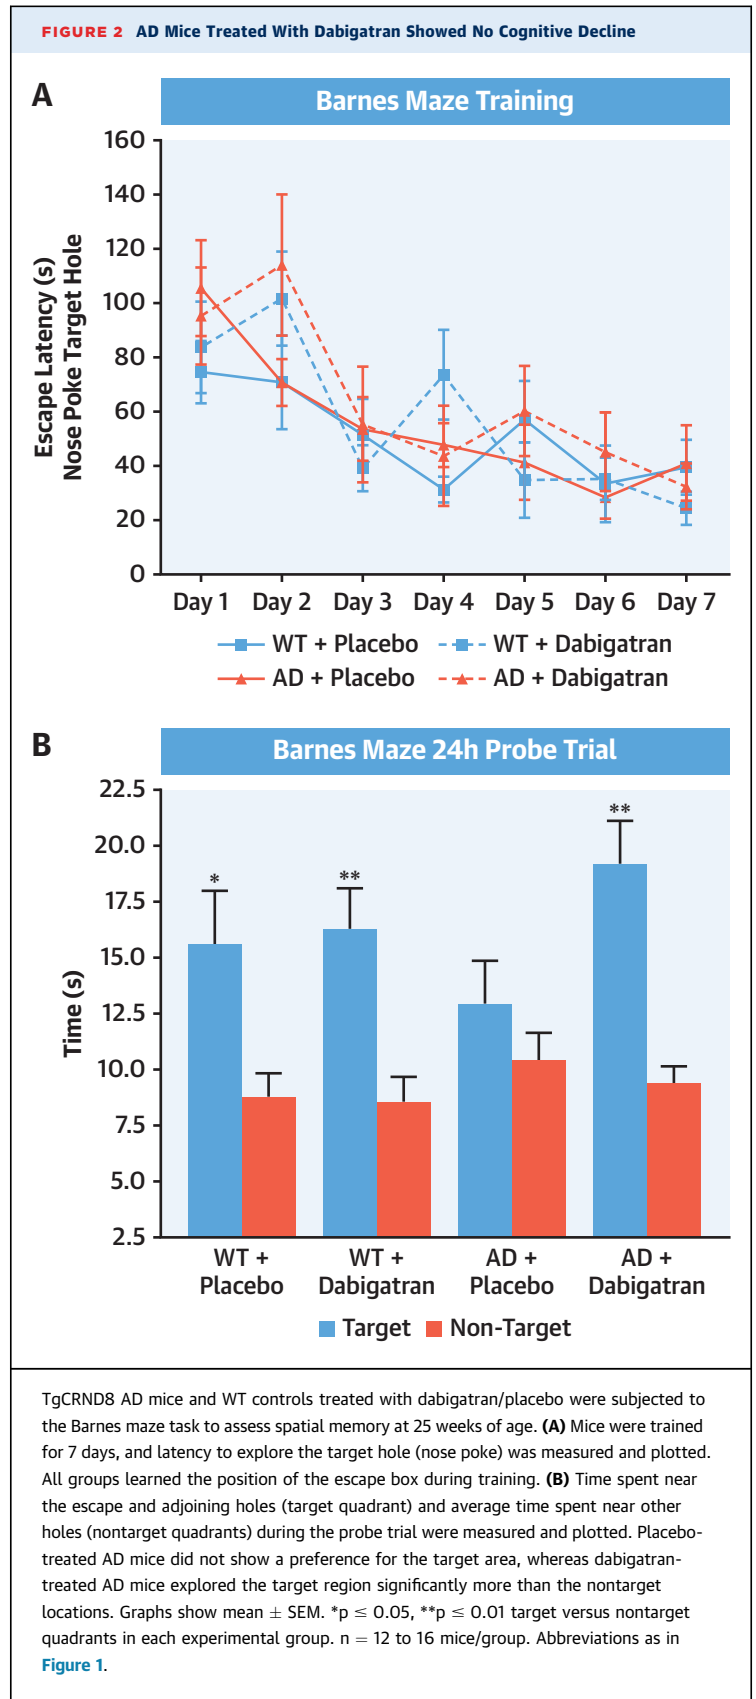 FIGURE 2 AD Mice Treated With Dabigatran Showed No Cognitive Decline
A
Barnes Maze Training
Escape Latency (s)
Nose Poke Target Hole
160
140
120
100
80
60
40
20
0
Day 1 Day 2 Day 3 Day 4 Day 5 Day 6 Day 7
WT + Placebo WT + Dabigatran
AD + Placebo AD + Dabigatran
B
Barnes Maze 24h Probe Trial
Time (s)
22.5
20.0
17.5
15.0
12.5
10.0
7.5
5.0
2.5
* ** **
WT + Placebo
WT + Dabigatran
AD + Placebo
AD + Dabigatran
Target Non-Target
TgCRND8 AD mice and WT controls treated with dabigatran/placebo were subjected to
the Barnes maze task to assess spatial memory at 25 weeks of age. (A) Mice were trained
for 7 days, and latency to explore the target hole (nose poke) was measured and plotted.
All groups learned the position of the escape box during training. (B) Time spent near
the escape and adjoining holes (target quadrant) and average time spent near other
holes (nontarget quadrants) during the probe trial were measured and plotted. Placebo-
treated AD mice did not show a preference for the target area, whereas dabigatran-
treated AD mice explored the target region significantly more than the nontarget
locations. Graphs show mean ± SEM. *p ≤ 0.05, **p ≤ 0.01 target versus nontarget
quadrants in each experimental group. n = 12 to 16 mice/group. Abbreviations as in
Figure 1.